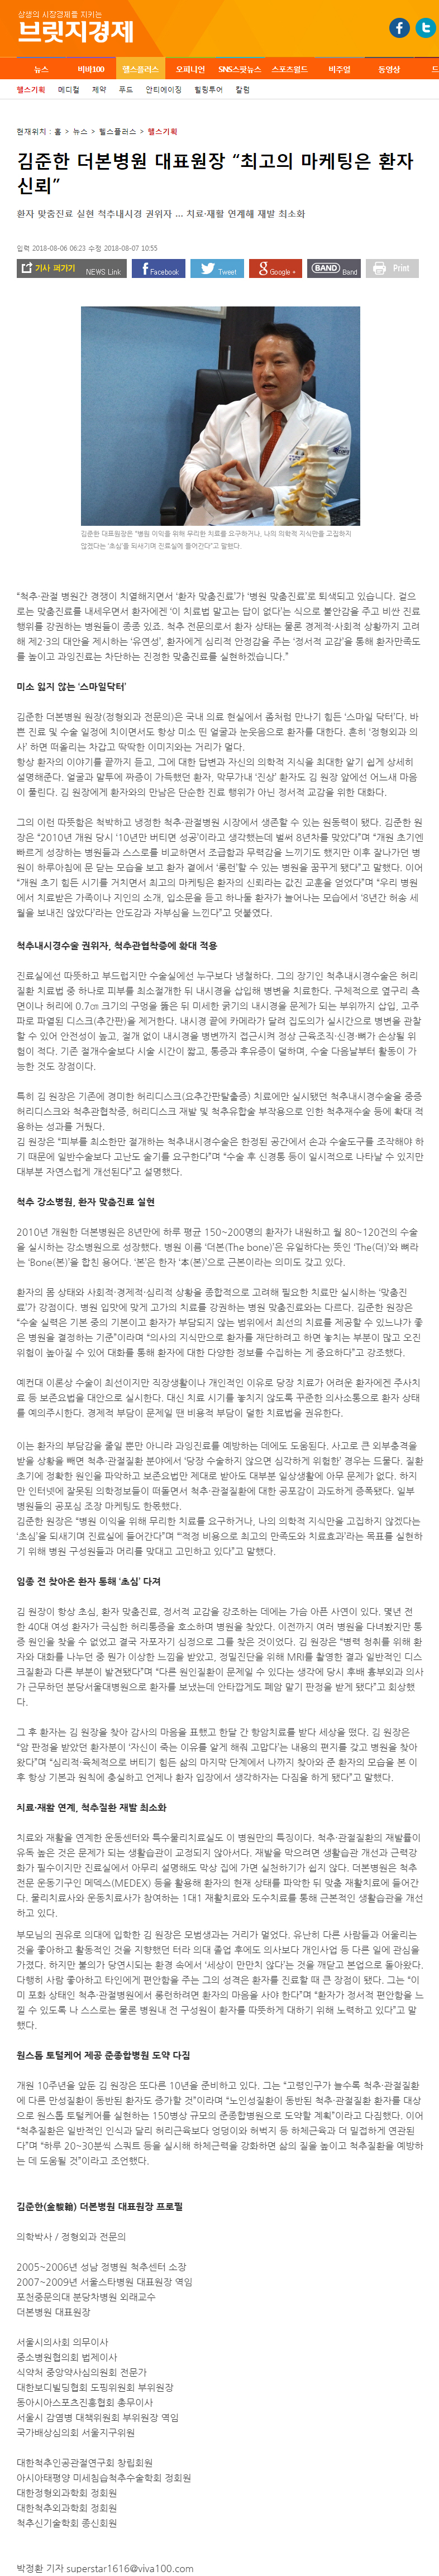 상생의 시장경제를 지키는
브릿지경제
뉴스 비바100 헬스플러스 오피니언 SNS스팟뉴스 스포츠월드 비주얼 동영상 드
헬스기획 메디컬 제약 푸드 안티에이징 힐링투어 칼럼
현재위치 : 홈 > 뉴스 > 헬스플러스 > 헬스기획
김준한 더본병원 대표원장 “최고의 마케팅은 환자
신뢰”
환자 맞춤진료 실현 척추내시경 권위자 … 치료·재활 연계해 재발 최소화
입력 2018-08-06 06:23 수정 2018-08-07 10:55
기사 퍼가기 NEWS Link Facebook Tweet Google + BAND Band Print
김준한 더본병원 대표원장은 “병원 이익을 위해 무리한 치료를 요구하거나, 나의 의학적 지식만을 고집하지
않겠다는 ‘초심’을 되새기며 진료실에 들어간다”고 말했다.
“척추·관절 병원간 경쟁이 치열해지면서 ‘환자 맞춤진료’가 ‘병원 맞춤진료’로 퇴색되고 있습니다. 겉으
로는 맞춤진료를 내세우면서 환자에겐 ‘이 치료법 말고는 답이 없다’는 식으로 불안감을 주고 비싼 진료
행위를 강권하는 병원들이 종종 있죠. 척추 전문의로서 환자 상태는 물론 경제적·사회적 상황까지 고려
해 제2·3의 대안을 제시하는 ‘유연성’, 환자에게 심리적 안정감을 주는 ‘정서적 교감’을 통해 환자만족도
를 높이고 과잉진료는 차단하는 진정한 맞춤진료를 실현하겠습니다.”
미소 잃지 않는 ‘스마일닥터’
김준한 더본병원 원장(정형외과 전문의)은 국내 의료 현실에서 좀처럼 만나기 힘든 ‘스마일 닥터’다. 바
쁜 진료 및 수술 일정에 치이면서도 항상 미소 띤 얼굴과 눈웃음으로 환자를 대한다. 흔히 ‘정형외과 의
사’ 하면 떠올리는 차갑고 딱딱한 이미지와는 거리가 멀다.
항상 환자의 이야기를 끝까지 듣고, 그에 대한 답변과 자신의 의학적 지식을 최대한 알기 쉽게 상세히
설명해준다. 얼굴과 말투에 짜증이 가득했던 환자, 막무가내 ‘진상’ 환자도 김 원장 앞에선 어느새 마음
이 풀린다. 김 원장에게 환자와의 만남은 단순한 진료 행위가 아닌 정서적 교감을 위한 대화다.
그의 이런 따뜻함은 척박하고 냉정한 척추·관절병원 시장에서 생존할 수 있는 원동력이 됐다. 김준한 원
장은 “2010년 개원 당시 ‘10년만 버티면 성공’이라고 생각했는데 벌써 8년차를 맞았다”며 “개원 초기엔
빠르게 성장하는 병원들과 스스로를 비교하면서 조급함과 무력감을 느끼기도 했지만 이후 잘나가던 병
원이 하루아침에 문 닫는 모습을 보고 환자 곁에서 ‘롱런’할 수 있는 병원을 꿈꾸게 됐다”고 말했다. 이어
“개원 초기 힘든 시기를 거치면서 최고의 마케팅은 환자의 신뢰라는 값진 교훈을 얻었다”며 “우리 병원
에서 치료받은 가족이나 지인의 소개, 입소문을 듣고 하나둘 환자가 늘어나는 모습에서 ‘8년간 허송 세
월을 보내진 않았다’라는 안도감과 자부심을 느낀다”고 덧붙였다.
척추내시경수술 권위자, 척추관협착증에 확대 적용
진료실에선 따뜻하고 부드럽지만 수술실에선 누구보다 냉철하다. 그의 장기인 척추내시경수술은 허리
질환 치료법 중 하나로 피부를 최소절개한 뒤 내시경을 삽입해 병변을 치료한다. 구체적으로 옆구리 측
면이나 허리에 0.7㎝ 크기의 구멍을 뚫은 뒤 미세한 굵기의 내시경을 문제가 되는 부위까지 삽입, 고주
파로 파열된 디스크(추간판)을 제거한다. 내시경 끝에 카메라가 달려 집도의가 실시간으로 병변을 관찰
할 수 있어 안전성이 높고, 절개 없이 내시경을 병변까지 접근시켜 정상 근육조직·신경·뼈가 손상될 위
험이 적다. 기존 절개수술보다 시술 시간이 짧고, 통증과 후유증이 덜하며, 수술 다음날부터 활동이 가
능한 것도 장점이다.
특히 김 원장은 기존에 경미한 허리디스크(요추간판탈출증) 치료에만 실시됐던 척추내시경수술을 중증
허리디스크와 척추관협착증, 허리디스크 재발 및 척추유합술 부작용으로 인한 척추재수술 등에 확대 적
용하는 성과를 거뒀다.
김 원장은 “피부를 최소한만 절개하는 척추내시경수술은 한정된 공간에서 손과 수술도구를 조작해야 하
기 때문에 일반수술보다 고난도 술기를 요구한다”며 “수술 후 신경통 등이 일시적으로 나타날 수 있지만
대부분 자연스럽게 개선된다”고 설명했다.
척추 강소병원, 환자 맞춤진료 실현
2010년 개원한 더본병원은 8년만에 하루 평균 150~200명의 환자가 내원하고 월 80~120건의 수술
을 실시하는 강소병원으로 성장했다. 병원 이름 ‘더본(The bone)’은 유일하다는 뜻인 ‘The(더)’와 뼈라
는 ‘Bone(본)’을 합친 용어다. ‘본’은 한자 ‘本(본)’으로 근본이라는 의미도 갖고 있다.
환자의 몸 상태와 사회적·경제적·심리적 상황을 종합적으로 고려해 필요한 치료만 실시하는 ‘맞춤진
료’가 강점이다. 병원 입맛에 맞게 고가의 치료를 강권하는 병원 맞춤진료와는 다르다. 김준한 원장은
“수술 실력은 기본 중의 기본이고 환자가 부담되지 않는 범위에서 최선의 치료를 제공할 수 있느냐가 좋
은 병원을 결정하는 기준”이라며 “의사의 지식만으로 환자를 재단하려고 하면 놓치는 부분이 많고 오진
위험이 높아질 수 있어 대화를 통해 환자에 대한 다양한 정보를 수집하는 게 중요하다”고 강조했다.
예컨대 이론상 수술이 최선이지만 직장생활이나 개인적인 이유로 당장 치료가 어려운 환자에겐 주사치
료 등 보존요법을 대안으로 실시한다. 대신 치료 시기를 놓치지 않도록 꾸준한 의사소통으로 환자 상태
를 예의주시한다. 경제적 부담이 문제일 땐 비용적 부담이 덜한 치료법을 권유한다.
이는 환자의 부담감을 줄일 뿐만 아니라 과잉진료를 예방하는 데에도 도움된다. 사고로 큰 외부충격을
받을 상황을 빼면 척추·관절질환 분야에서 ‘당장 수술하지 않으면 심각하게 위험한’ 경우는 드물다. 질환
초기에 정확한 원인을 파악하고 보존요법만 제대로 받아도 대부분 일상생활에 아무 문제가 없다. 하지
만 인터넷에 잘못된 의학정보들이 떠돌면서 척추·관절질환에 대한 공포감이 과도하게 증폭됐다. 일부
병원들의 공포심 조장 마케팅도 한몫했다.
김준한 원장은 “병원 이익을 위해 무리한 치료를 요구하거나, 나의 의학적 지식만을 고집하지 않겠다는
‘초심’을 되새기며 진료실에 들어간다”며 “‘적정 비용으로 최고의 만족도와 치료효과’라는 목표를 실현하
기 위해 병원 구성원들과 머리를 맞대고 고민하고 있다”고 말했다.
임종 전 찾아온 환자 통해 ‘초심’ 다져
김 원장이 항상 초심, 환자 맞춤진료, 정서적 교감을 강조하는 데에는 가슴 아픈 사연이 있다. 몇년 전
한 40대 여성 환자가 극심한 허리통증을 호소하며 병원을 찾았다. 이전까지 여러 병원을 다녀봤지만 통
증 원인을 찾을 수 없었고 결국 자포자기 심정으로 그를 찾은 것이었다. 김 원장은 “병력 청취를 위해 환
자와 대화를 나누던 중 뭔가 이상한 느낌을 받았고, 정밀진단을 위해 MRI를 촬영한 결과 일반적인 디스
크질환과 다른 부분이 발견됐다”며 “다른 원인질환이 문제일 수 있다는 생각에 당시 후배 흉부외과 의사
가 근무하던 분당서울대병원으로 환자를 보냈는데 안타깝게도 폐암 말기 판정을 받게 됐다”고 회상했
다.
그 후 환자는 김 원장을 찾아 감사의 마음을 표했고 한달 간 항암치료를 받다 세상을 떴다. 김 원장은
“암 판정을 받았던 환자분이 ‘자신이 죽는 이유를 알게 해줘 고맙다’는 내용의 편지를 갖고 병원을 찾아
왔다”며 “심리적·육체적으로 버티기 힘든 삶의 마지막 단계에서 나까지 찾아와 준 환자의 모습을 본 이
후 항상 기본과 원칙에 충실하고 언제나 환자 입장에서 생각하자는 다짐을 하게 됐다”고 말했다.
치료·재활 연계, 척추질환 재발 최소화
치료와 재활을 연계한 운동센터와 특수물리치료실도 이 병원만의 특징이다. 척추·관절질환의 재발률이
유독 높은 것은 문제가 되는 생활습관이 교정되지 않아서다. 재발을 막으려면 생활습관 개선과 근력강
화가 필수이지만 진료실에서 아무리 설명해도 막상 집에 가면 실천하기가 쉽지 않다. 더본병원은 척추
전문 운동기구인 메덱스(MEDEX) 등을 활용해 환자의 현재 상태를 파악한 뒤 맞춤 재활치료에 들어간
다. 물리치료사와 운동치료사가 참여하는 1대1 재활치료와 도수치료를 통해 근본적인 생활습관을 개선
하고 있다.
부모님의 권유로 의대에 입학한 김 원장은 모범생과는 거리가 멀었다. 유난히 다른 사람들과 어울리는
것을 좋아하고 활동적인 것을 지향했던 터라 의대 졸업 후에도 의사보다 개인사업 등 다른 일에 관심을
가졌다. 하지만 불의가 당연시되는 환경 속에서 ‘세상이 만만치 않다’는 것을 깨닫고 본업으로 돌아왔다.
다행히 사람 좋아하고 타인에게 편안함을 주는 그의 성격은 환자를 진료할 때 큰 장점이 됐다. 그는 “이
미 포화 상태인 척추·관절병원에서 롱런하려면 환자의 마음을 사야 한다”며 “환자가 정서적 편안함을 느
낄 수 있도록 나 스스로는 물론 병원내 전 구성원이 환자를 따뜻하게 대하기 위해 노력하고 있다”고 말
했다.
원스톱 토털케어 제공 준종합병원 도약 다짐
개원 10주년을 앞둔 김 원장은 또다른 10년을 준비하고 있다. 그는 “고령인구가 늘수록 척추·관절질환
에 다른 만성질환이 동반된 환자도 증가할 것”이라며 “노인성질환이 동반된 척추·관절질환 환자를 대상
으로 원스톱 토털케어를 실현하는 150병상 규모의 준종합병원으로 도약할 계획”이라고 다짐했다. 이어
“척추질환은 일반적인 인식과 달리 허리근육보다 엉덩이와 허벅지 등 하체근육과 더 밀접하게 연관된
다”며 “하루 20~30분씩 스쿼트 등을 실시해 하체근력을 강화하면 삶의 질을 높이고 척추질환을 예방하
는 데 도움될 것”이라고 조언했다.
김준한(金駿翰) 더본병원 대표원장 프로필
의학박사 / 정형외과 전문의
2005~2006년 성남 정병원 척추센터 소장
2007~2009년 서울스타병원 대표원장 역임
포천중문의대 분당차병원 외래교수
더본병원 대표원장
서울시의사회 의무이사
중소병원협의회 법제이사
식약처 중앙약사심의원회 전문가
대한보디빌딩협회 도핑위원회 부위원장
동아시아스포츠진흥협회 총무이사
서울시 감염병 대책위원회 부위원장 역임
국가배상심의회 서울지구위원
대한척추인공관절연구회 창립회원
아시아태평양 미세침습척추수술학회 정회원
대한정형외과학회 정회원
대한척추외과학회 정회원
척추신기술학회 종신회원
박정환 기자 superstar1616@viva100.com